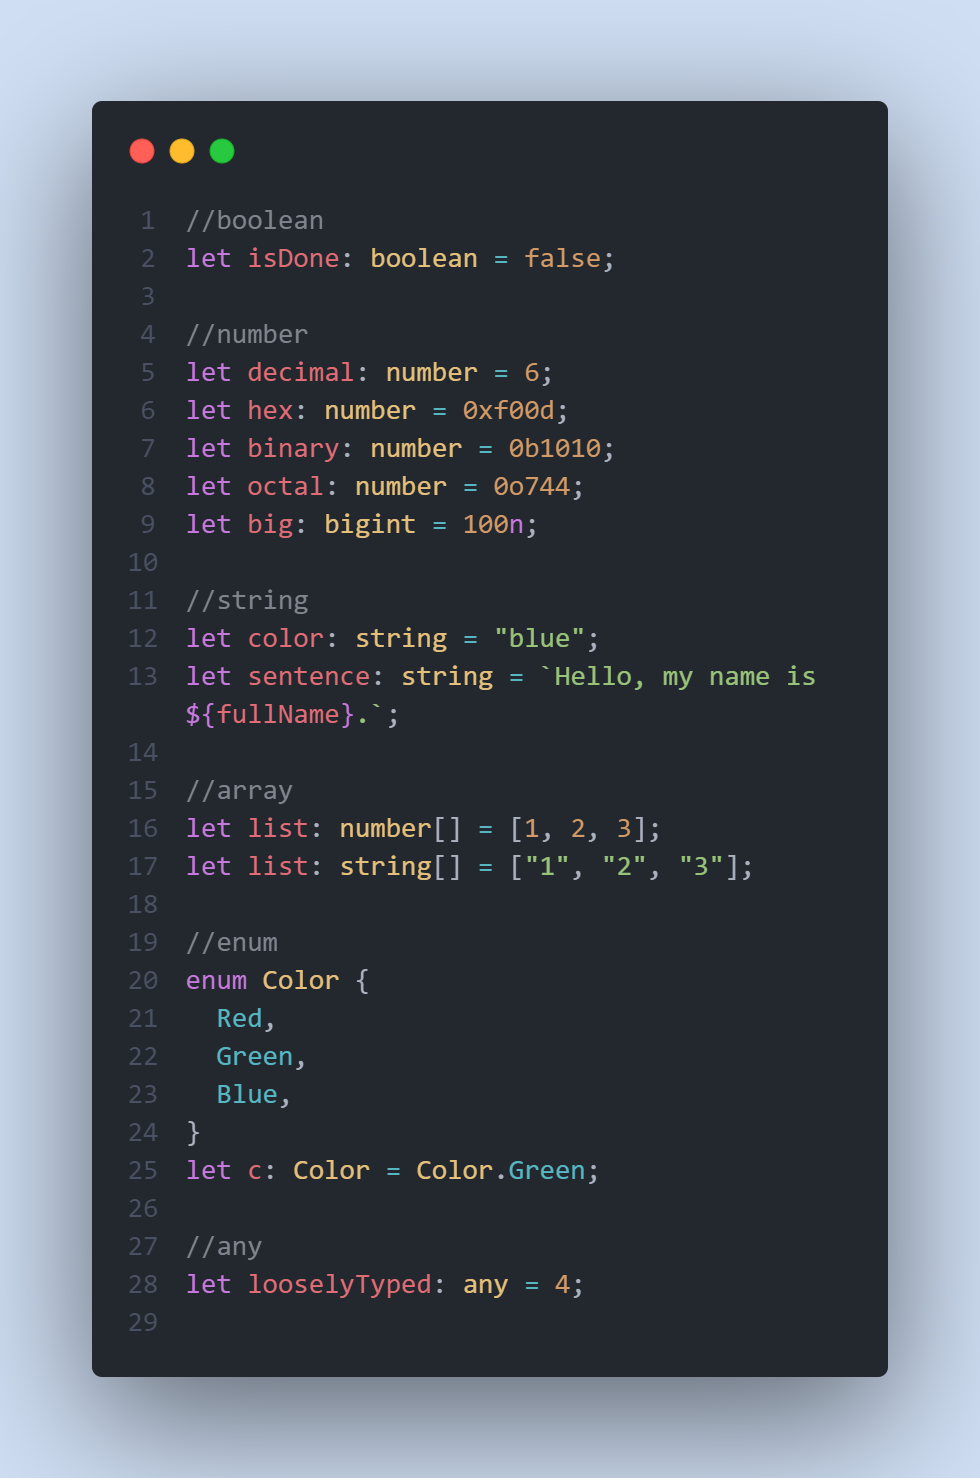 1 //boolean
2 let isDone: boolean = false;
3
4 //number
5 let decimal: number = 6;
6 let hex: number = 0xf00d;
7 let binary: number = 0b1010;
8 let octal: number = 0o744;
9 let big: bigint = 100n;
10
11 //string
12 let color: string = "blue";
13 let sentence: string = `Hello, my name is
${fullName}.`;
14
15 //array
16 let list: number[] = [1, 2, 3];
17 let list: string[] = ["1", "2", "3"];
18
19 //enum
20 enum Color {
21   Red,
22   Green,
23   Blue,
24 }
25 let c: Color = Color.Green;
26
27 //any
28 let looselyTyped: any = 4;
29